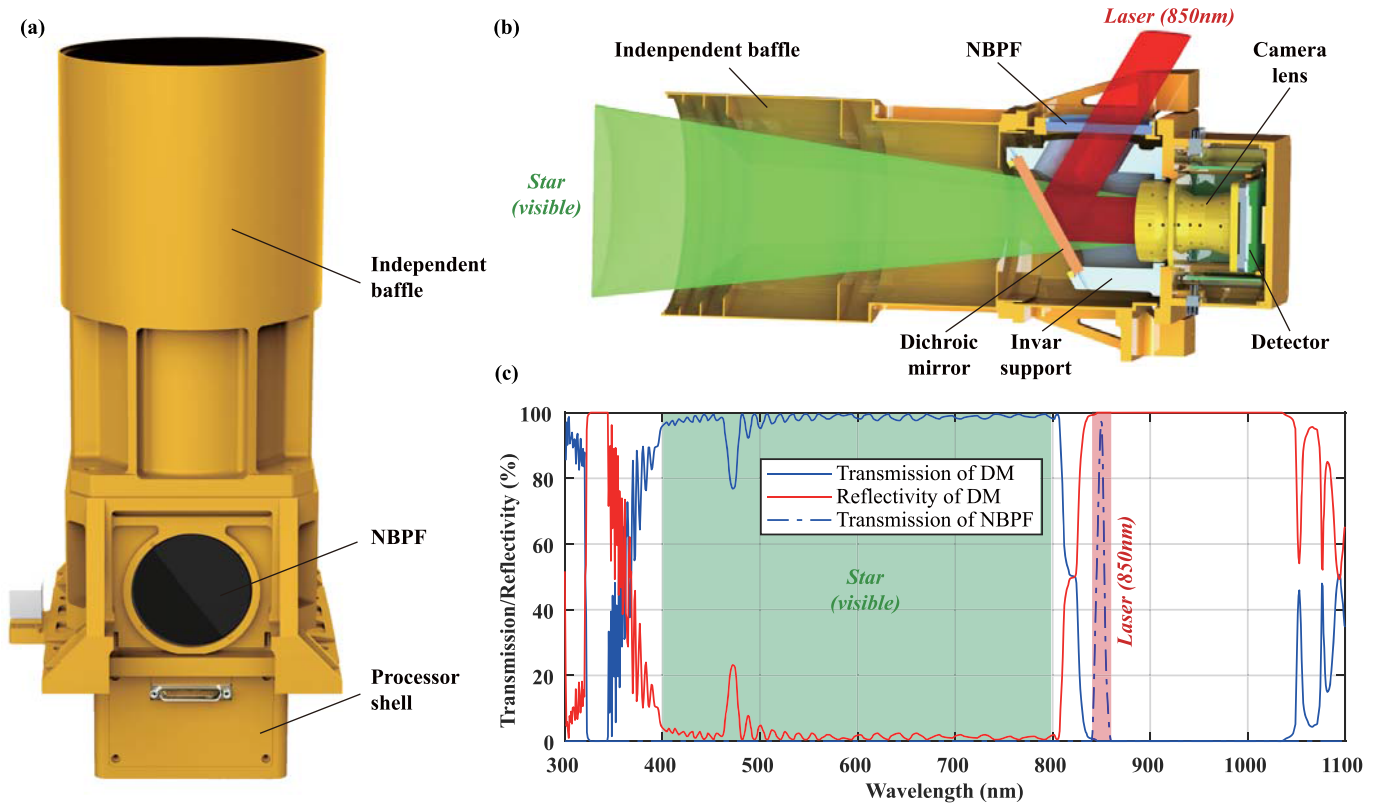 (a)
Independent
baffle
NBPF
Processor
shell
(b)
Laser (850nm)
Indenpendent baffle
NBPF
Camera
lens
Star
(visible)
Dichroic
mirror
Invar
support
Detector
(c)
Transmission/Reflectivity (%)
100
80
60
40
20
0
Transmission of DM
Reflectivity of DM
Transmission of NBPF
Star
(visible)
Laser (850nm)
300 400 500 600 700 800 900 1000 1100
Wavelength (nm)